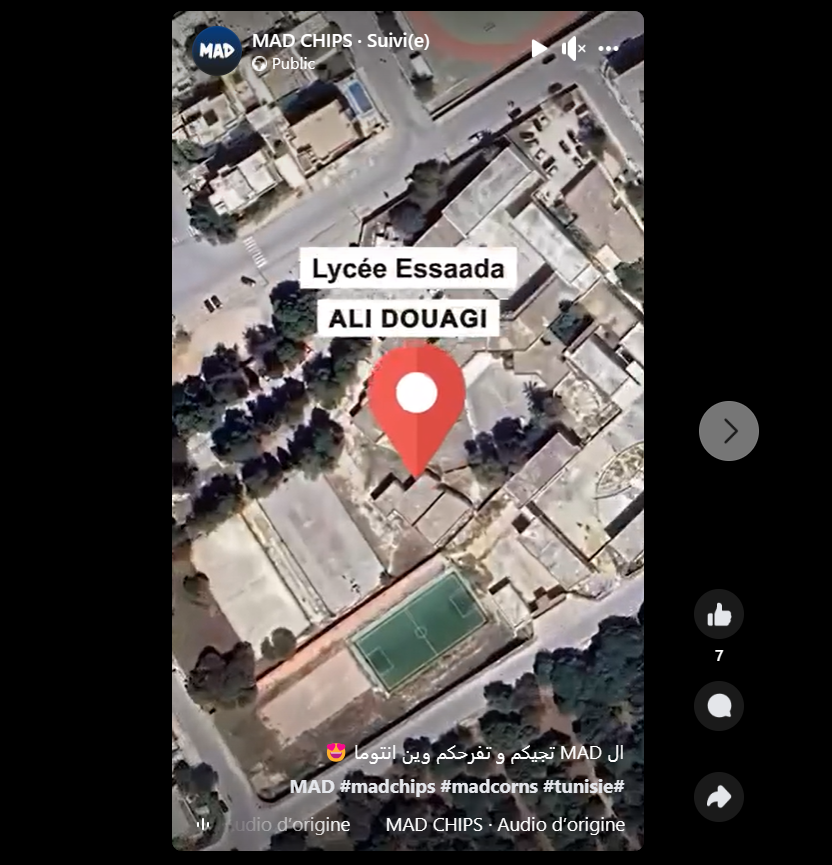 MAD
MAD CHIPS · Suivi(e)
Public
Lycée Essaada
ALI DOUAGI
7
ال MAD تجيكم و تفرحكم وين انتوما 😍
MAD #madchips #madcorns #tunisie#
udio d'origine MAD CHIPS · Audio d'origine